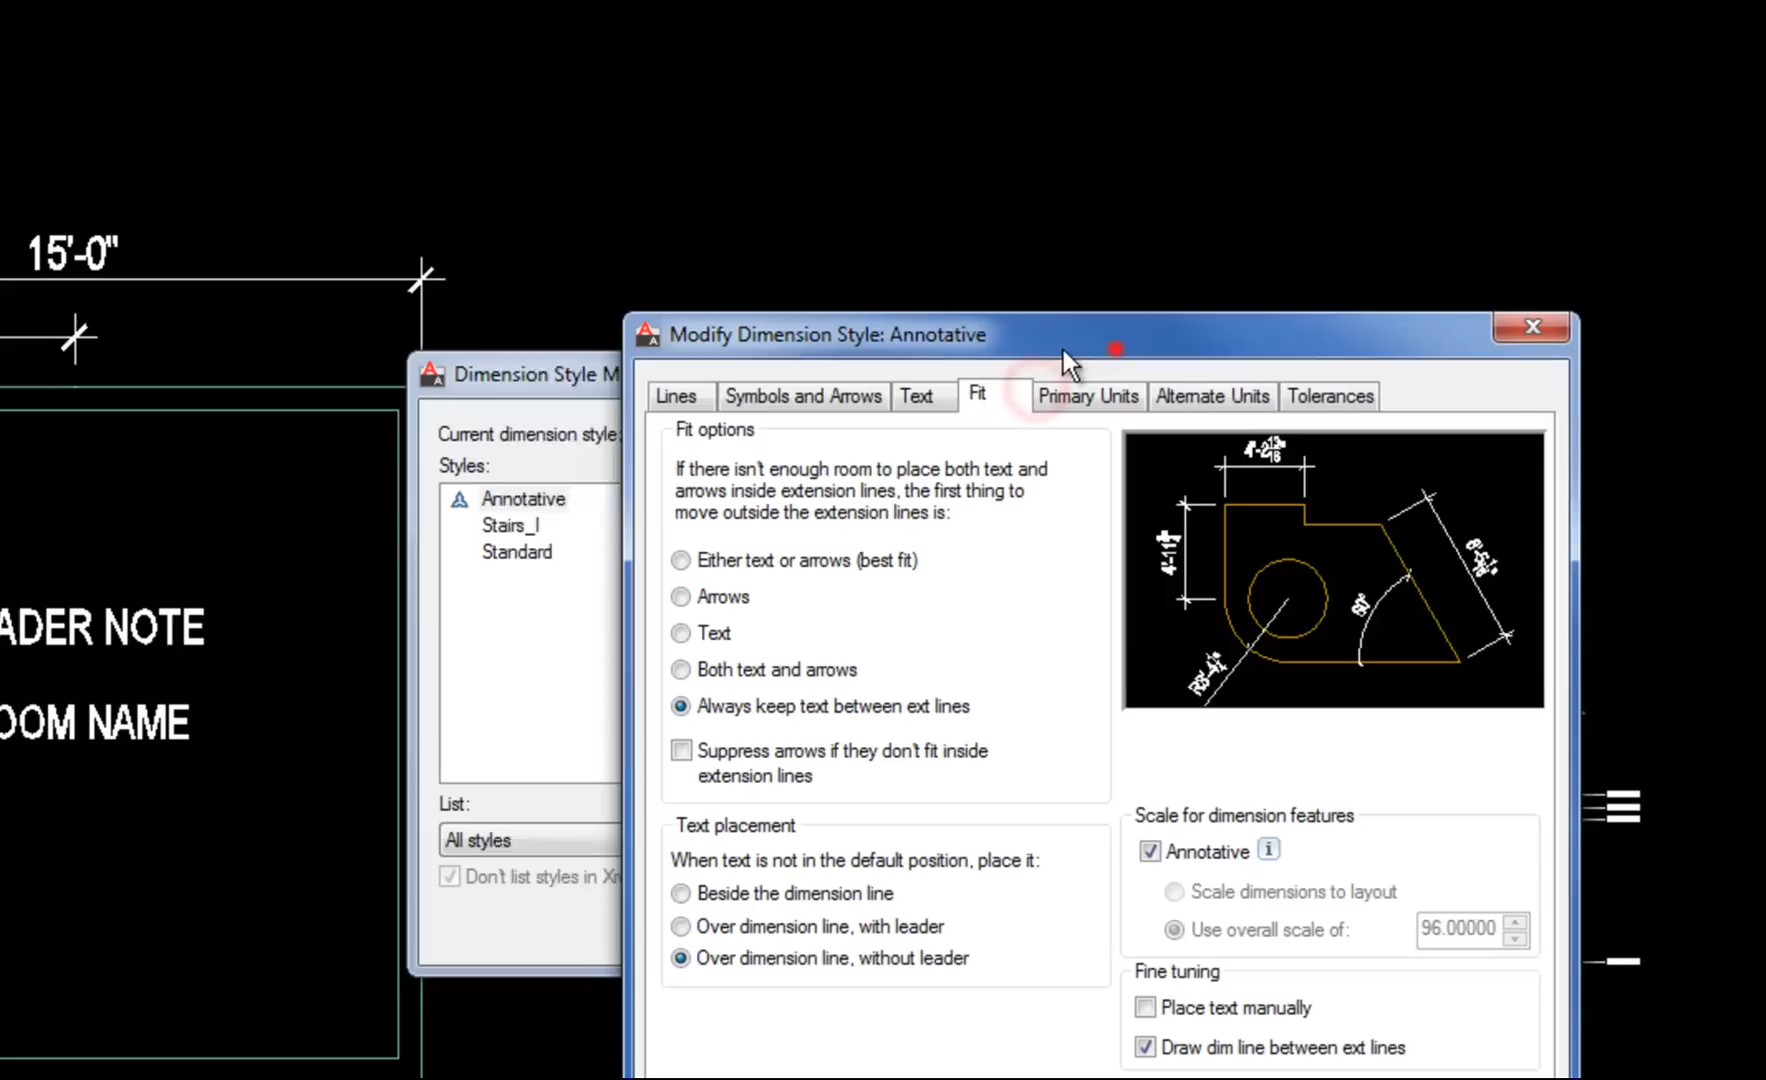 15'-0"
Modify Dimension Style: Annotative
Dimension Style M
Lines
Symbols and Arrows
Text
Fit
Primary Units
Alternate Units
Tolerances
Current dimension style:
Styles:
Annotative
Stairs_I
Standard
List:
All styles
Don't list styles in
Fit options
If there isn't enough room to place both text and
arrows inside extension lines, the first thing to
move outside the extension lines is:
Either text or arrows (best fit)
Arrows
Text
Both text and arrows
Always keep text between ext lines
Suppress arrows if they don't fit inside
extension lines
Text placement
When text is not in the default position, place it:
Beside the dimension line
Over dimension line, with leader
Over dimension line, without leader
60°
Scale for dimension features
Annotative
Scale dimensions to layout
Use overall scale of:
96.00000
Fine tuning
Place text manually
Draw dim line between ext lines
ADER NOTE
OOM NAME